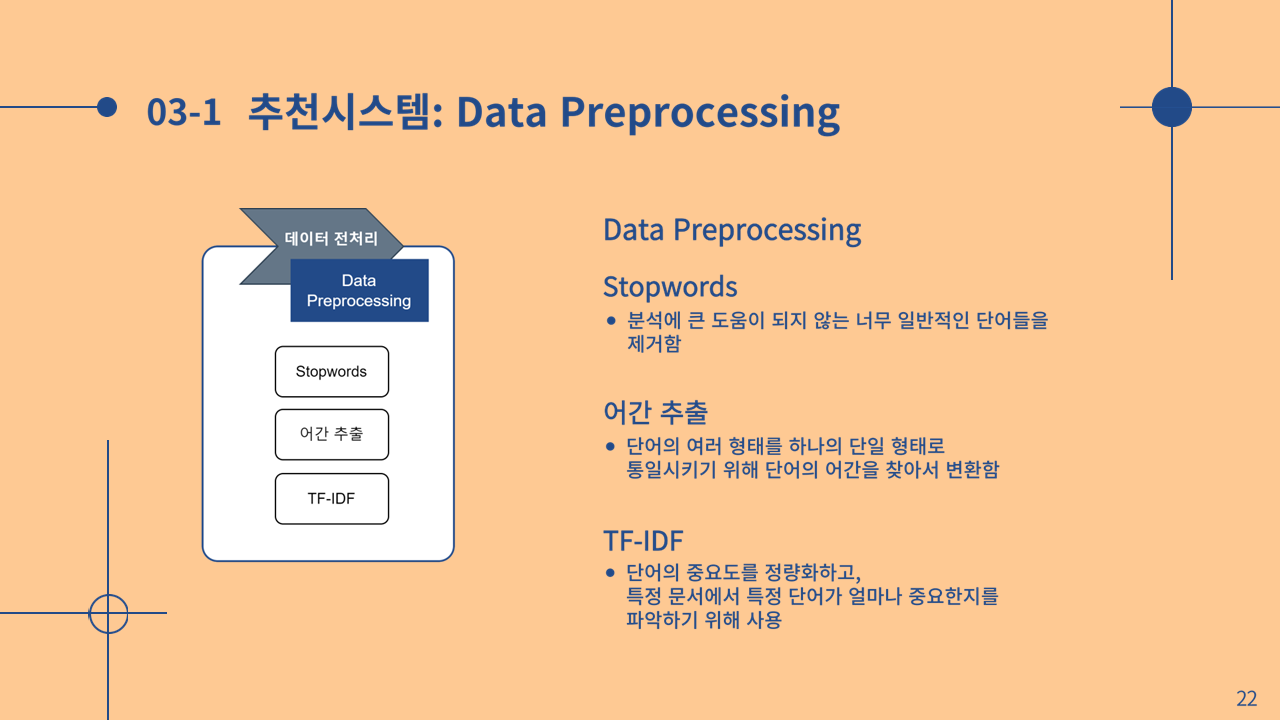 03-1 추천시스템: Data Preprocessing
데이터 전처리
Data
Preprocessing
Stopwords
어간 추출
TF-IDF
Data Preprocessing
Stopwords
● 분석에 큰 도움이 되지 않는 너무 일반적인 단어들을
제거함
어간 추출
● 단어의 여러 형태를 하나의 단일 형태로
통일시키기 위해 단어의 어간을 찾아서 변환함
TF-IDF
● 단어의 중요도를 정량화하고,
특정 문서에서 특정 단어가 얼마나 중요한지를
파악하기 위해 사용
22